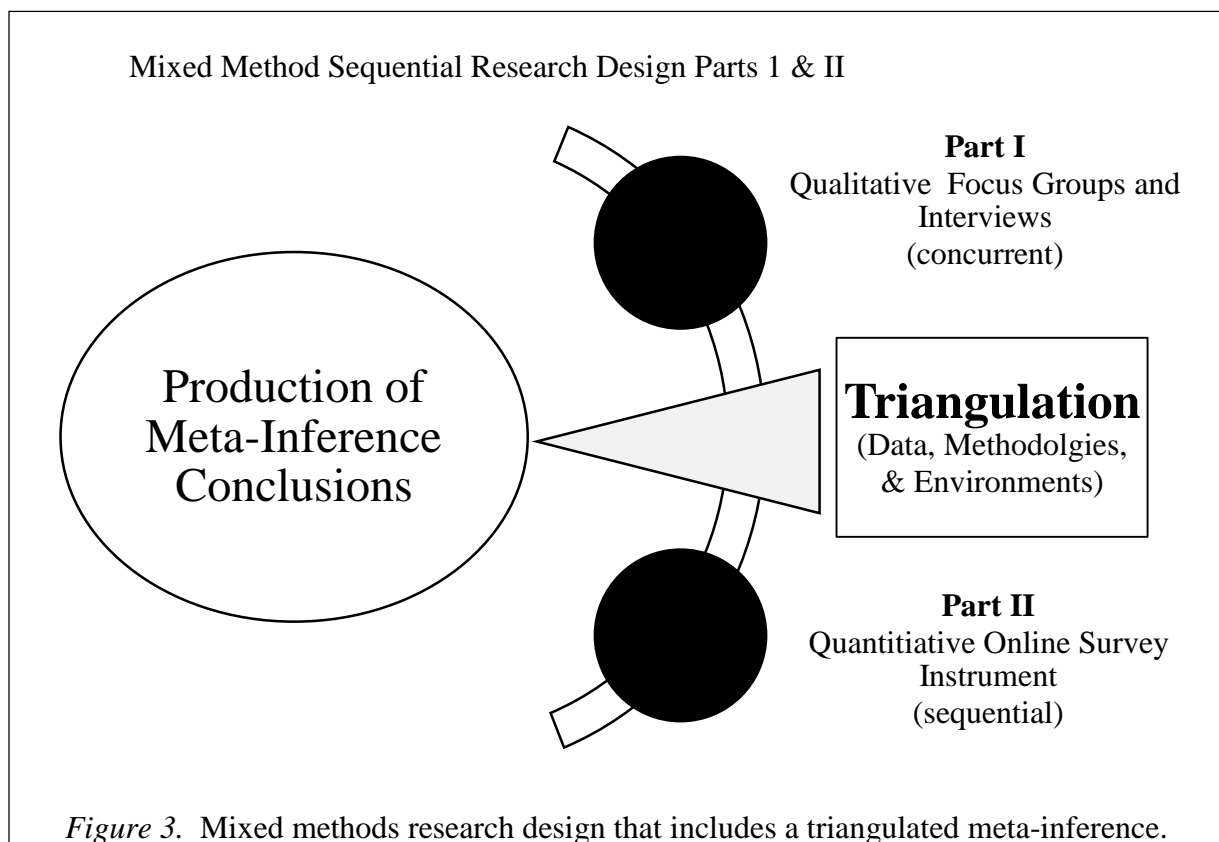 Mixed Method Sequential Research Design Parts 1 & II
Part I
Qualitative Focus Groups and
Interviews
(concurrent)
Production of
Meta-Inference
Conclusions
Triangulation
(Data, Methodolgies,
& Environments)
Part II
Quantitiative Online Survey
Instrument
(sequential)
Figure 3. Mixed methods research design that includes a triangulated meta-inference.